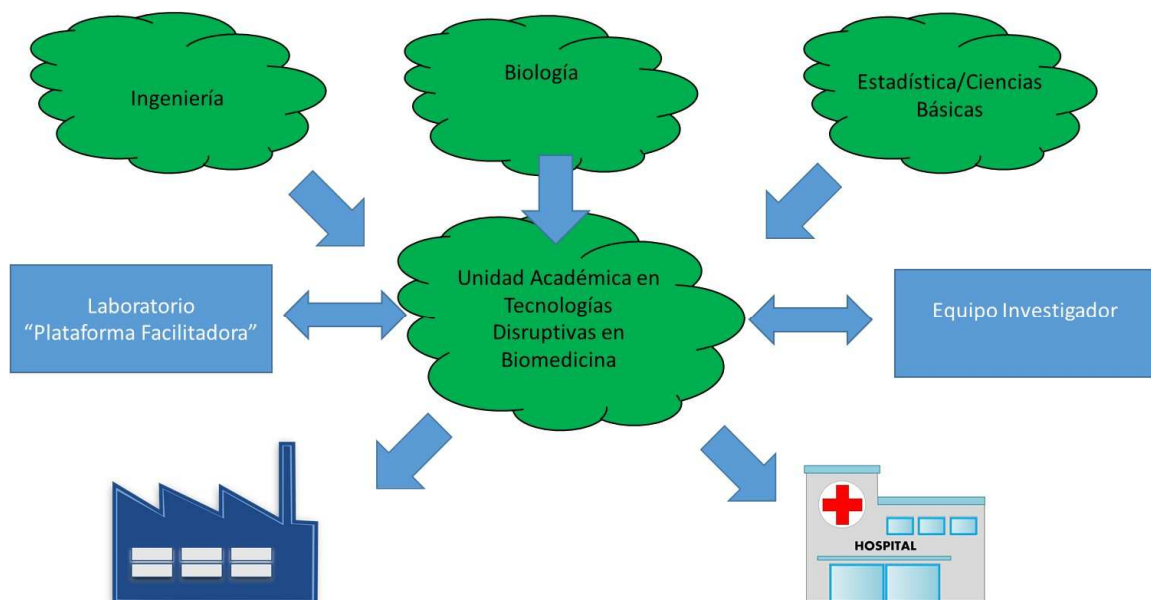 Ingeniería
Biología
Estadística/Ciencias
Básicas
Unidad Académica en
Tecnologías
Disruptivas en
Biomedicina
Laboratorio
“Plataforma Facilitadora”
Equipo Investigador
HOSPITAL